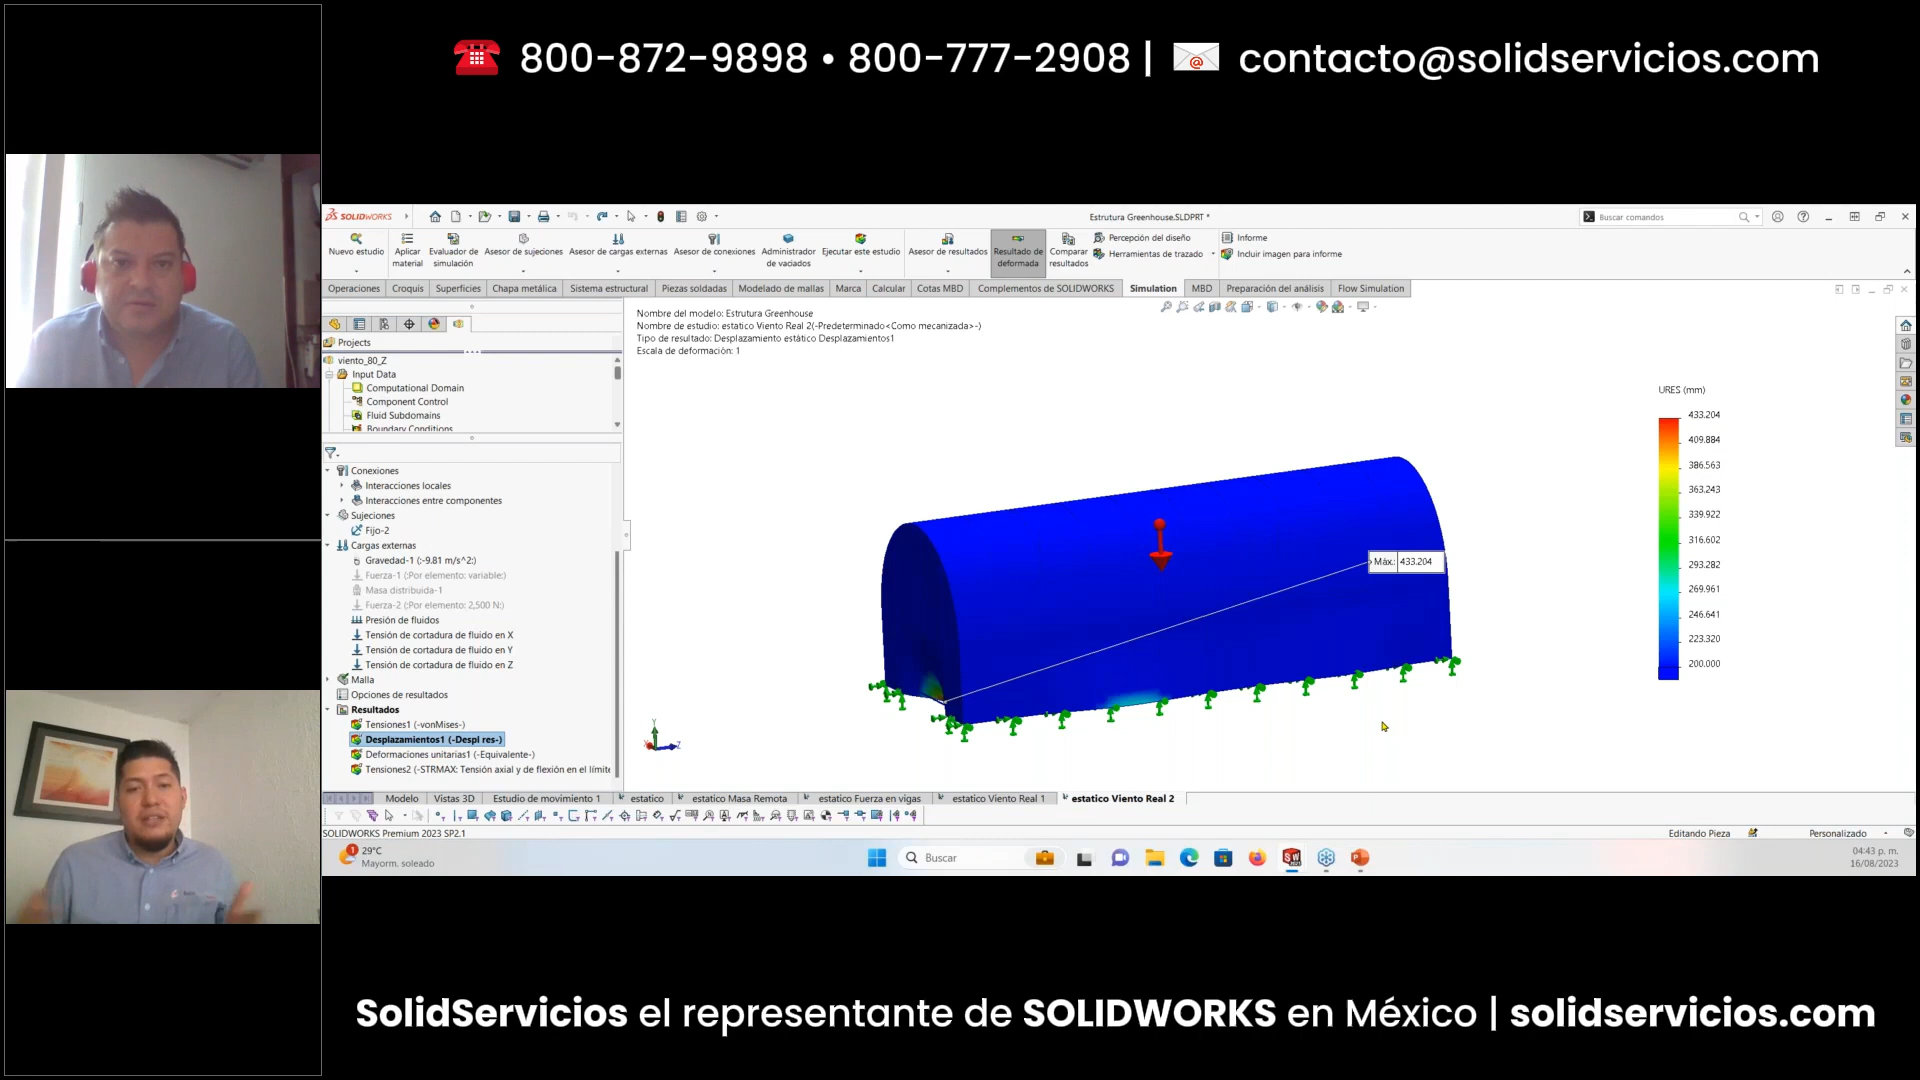 800-872-9898 • 800-777-2908 | contacto@solidservicios.com
SOLIDWORKS
Estrutura Greenhouse.SLDPRT *
Buscar comandos
Nuevo estudio
Aplicar material
Evaluador de simulación
Asesor de sujeciones
Asesor de cargas externas
Asesor de conexiones
Administrador de vaciados
Ejecutar este estudio
Asesor de resultados
Resultado de deformada
Comparar resultados
Percepción del diseño
Herramientas de trazado
Informe
Incluir imagen para informe
Operaciones Croquis Superficies Chapa metálica Sistema estructural Piezas soldadas Modelado de mallas Marca Calcular Cotas MBD Complementos de SOLIDWORKS Simulation MBD Preparación del análisis Flow Simulation
Projects
viento_80_Z
Input Data
Computational Domain
Component Control
Fluid Subdomains
Boundary Conditions
Conexiones
Interacciones locales
Interacciones entre componentes
Sujeciones
Fijo-2
Cargas externas
Gravedad-1 (:-9.81 m/s^2:)
Fuerza-1 (:Por elemento: variable:)
Masa distribuida-1
Fuerza-2 (:Por elemento: 2,500 N:)
Presión de fluidos
Tensión de cortadura de fluido en X
Tensión de cortadura de fluido en Y
Tensión de cortadura de fluido en Z
Malla
Opciones de resultados
Resultados
Tensiones1 (-vonMises-)
Desplazamientos1 (-Despl res-)
Deformaciones unitarias1 (-Equivalente-)
Tensiones2 (-STRMAX: Tensión axial y de flexión en el límite
Nombre del modelo: Estrutura Greenhouse
Nombre de estudio: estatico Viento Real 2(-Predeterminado<Como mecanizada>-)
Tipo de resultado: Desplazamiento estático Desplazamientos1
Escala de deformación: 1
Máx.: 433.204
URES (mm)
433.204
409.884
386.563
363.243
339.922
316.602
293.282
269.961
246.641
223.320
200.000
Y
Z
Modelo Vistas 3D Estudio de movimiento 1 estatico estatico Masa Remota estatico Fuerza en vigas estatico Viento Real 1 estatico Viento Real 2
SOLIDWORKS Premium 2023 SP2.1
Editando Pieza
Personalizado
1
29°C
Mayorm. soleado
Buscar
04:43 p. m.
16/08/2023
SolidServicios el representante de SOLIDWORKS en México | solidservicios.com